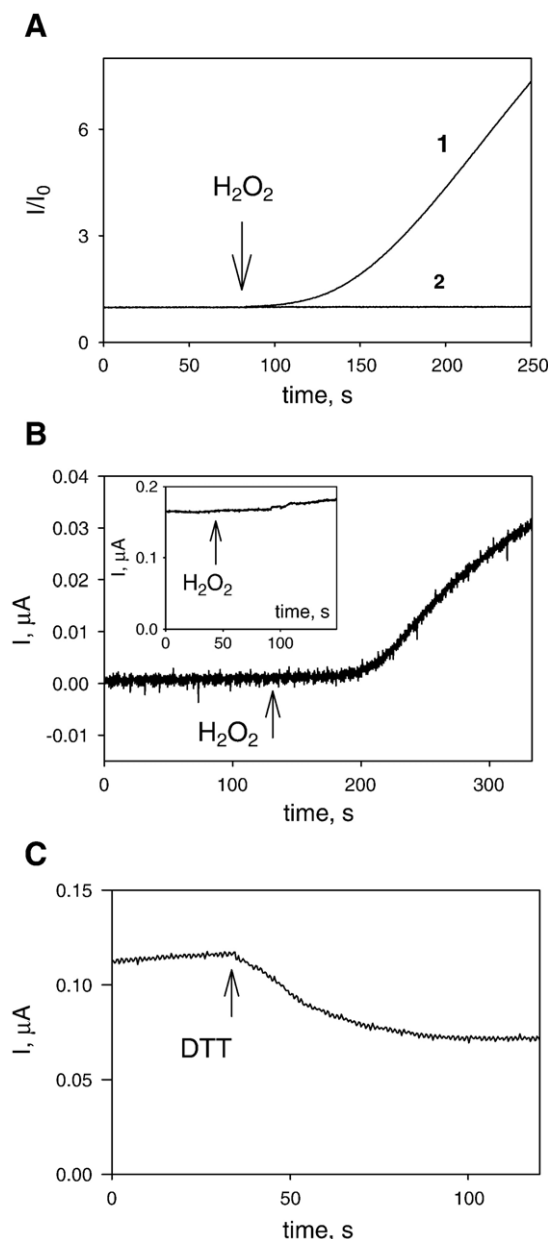 A
6
3
0
I/I₀
H₂O₂
1
2
0 50 100 150 200 250
time, s
B
0.04
0.03
0.02
0.01
0.00
-0.01
I, μA
0.2
0.1
0.0
I, μA
H₂O₂
time, s
0 50 100
H₂O₂
0 100 200 300
time, s
C
0.15
0.10
0.05
0.00
I, μA
DTT
0 50 100
time, s